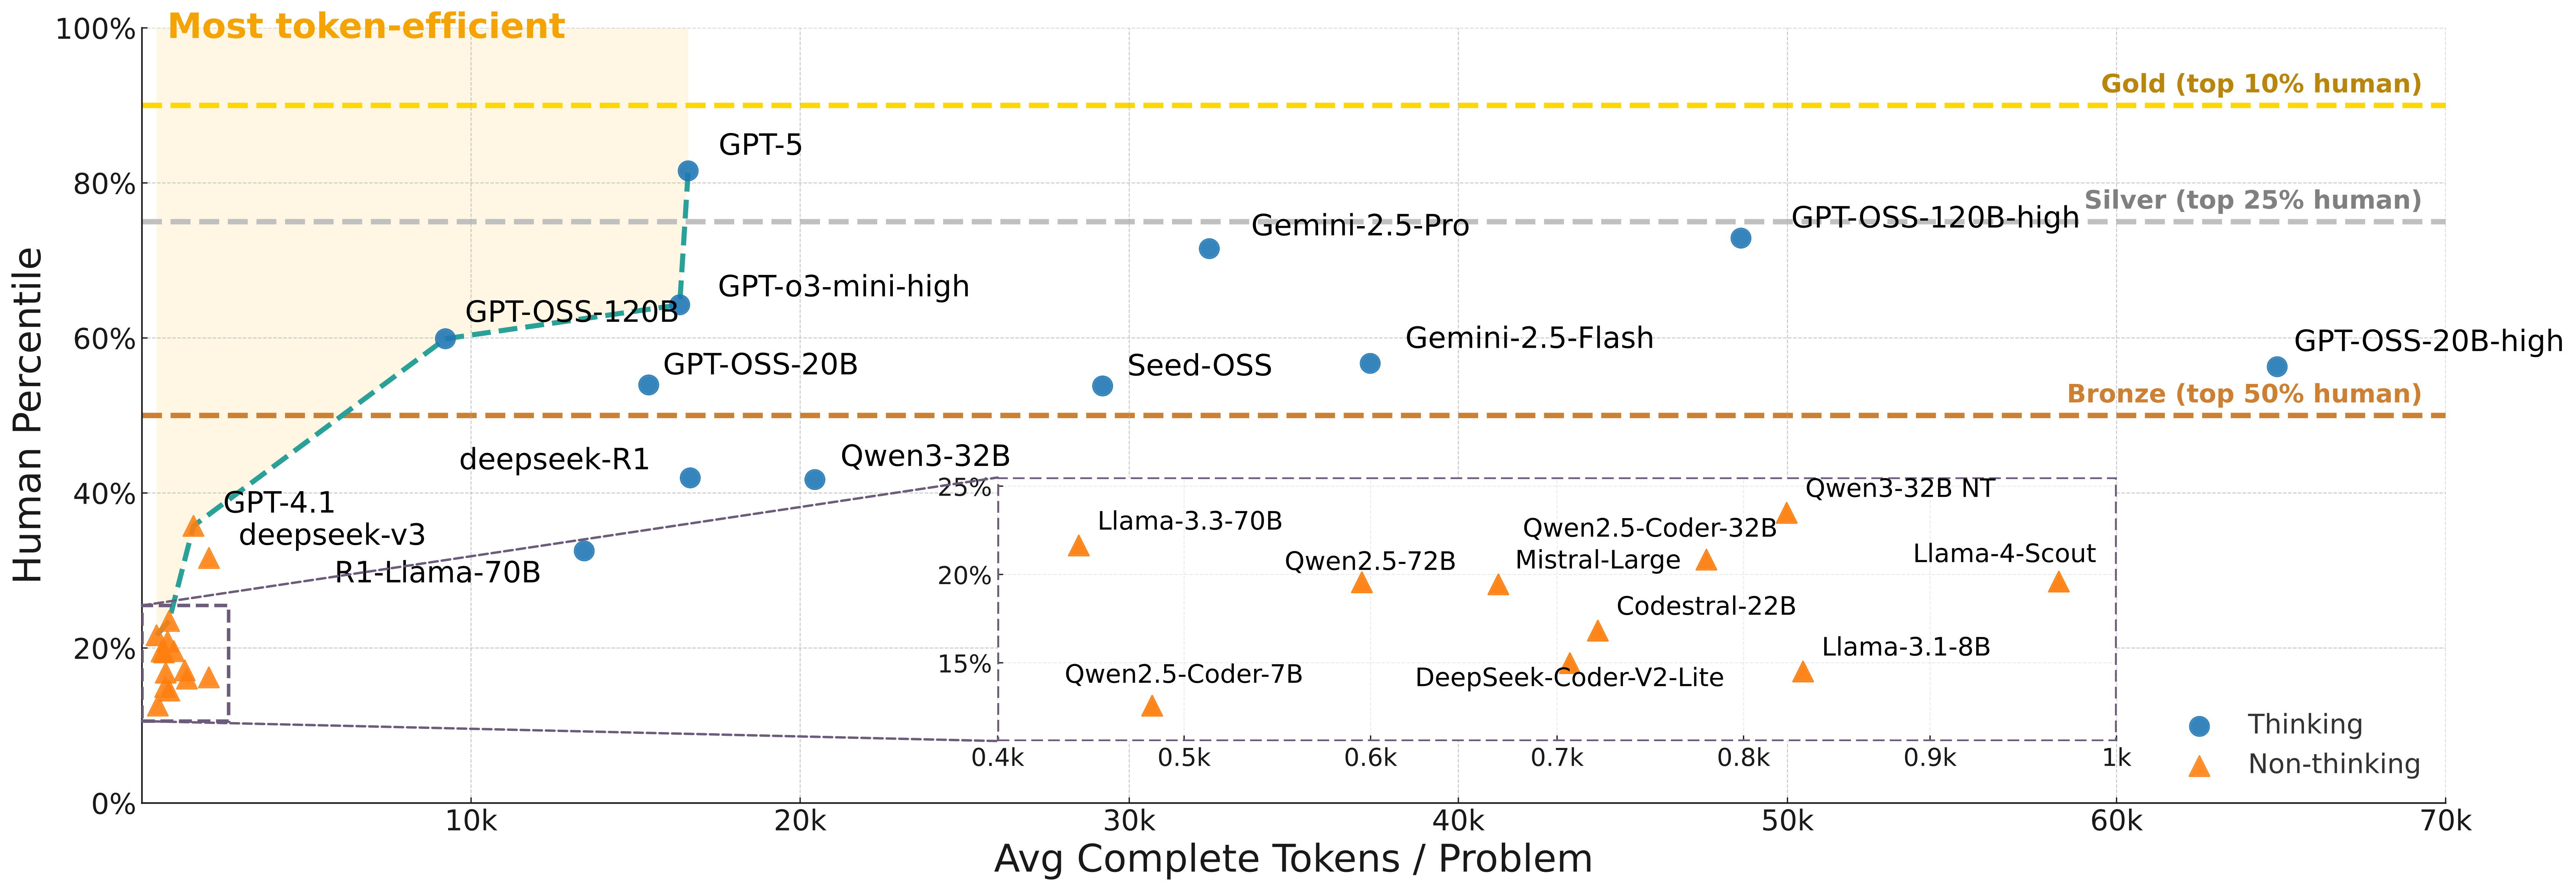 Most token-efficient
100%
80%
60%
40%
20%
0%
Human Percentile
Gold (top 10% human)
Silver (top 25% human)
Bronze (top 50% human)
GPT-5
Gemini-2.5-Pro
GPT-OSS-120B-high
GPT-o3-mini-high
GPT-OSS-120B
GPT-OSS-20B
Seed-OSS
Gemini-2.5-Flash
GPT-OSS-20B-high
deepseek-R1
Qwen3-32B
GPT-4.1
deepseek-v3
R1-Llama-70B
25%
20%
15%
Qwen3-32B NT
Llama-3.3-70B
Qwen2.5-Coder-32B
Qwen2.5-72B
Mistral-Large
Llama-4-Scout
Codestral-22B
Llama-3.1-8B
Qwen2.5-Coder-7B
DeepSeek-Coder-V2-Lite
0.4k 0.5k 0.6k 0.7k 0.8k 0.9k 1k
Thinking
Non-thinking
10k 20k 30k 40k 50k 60k 70k
Avg Complete Tokens / Problem